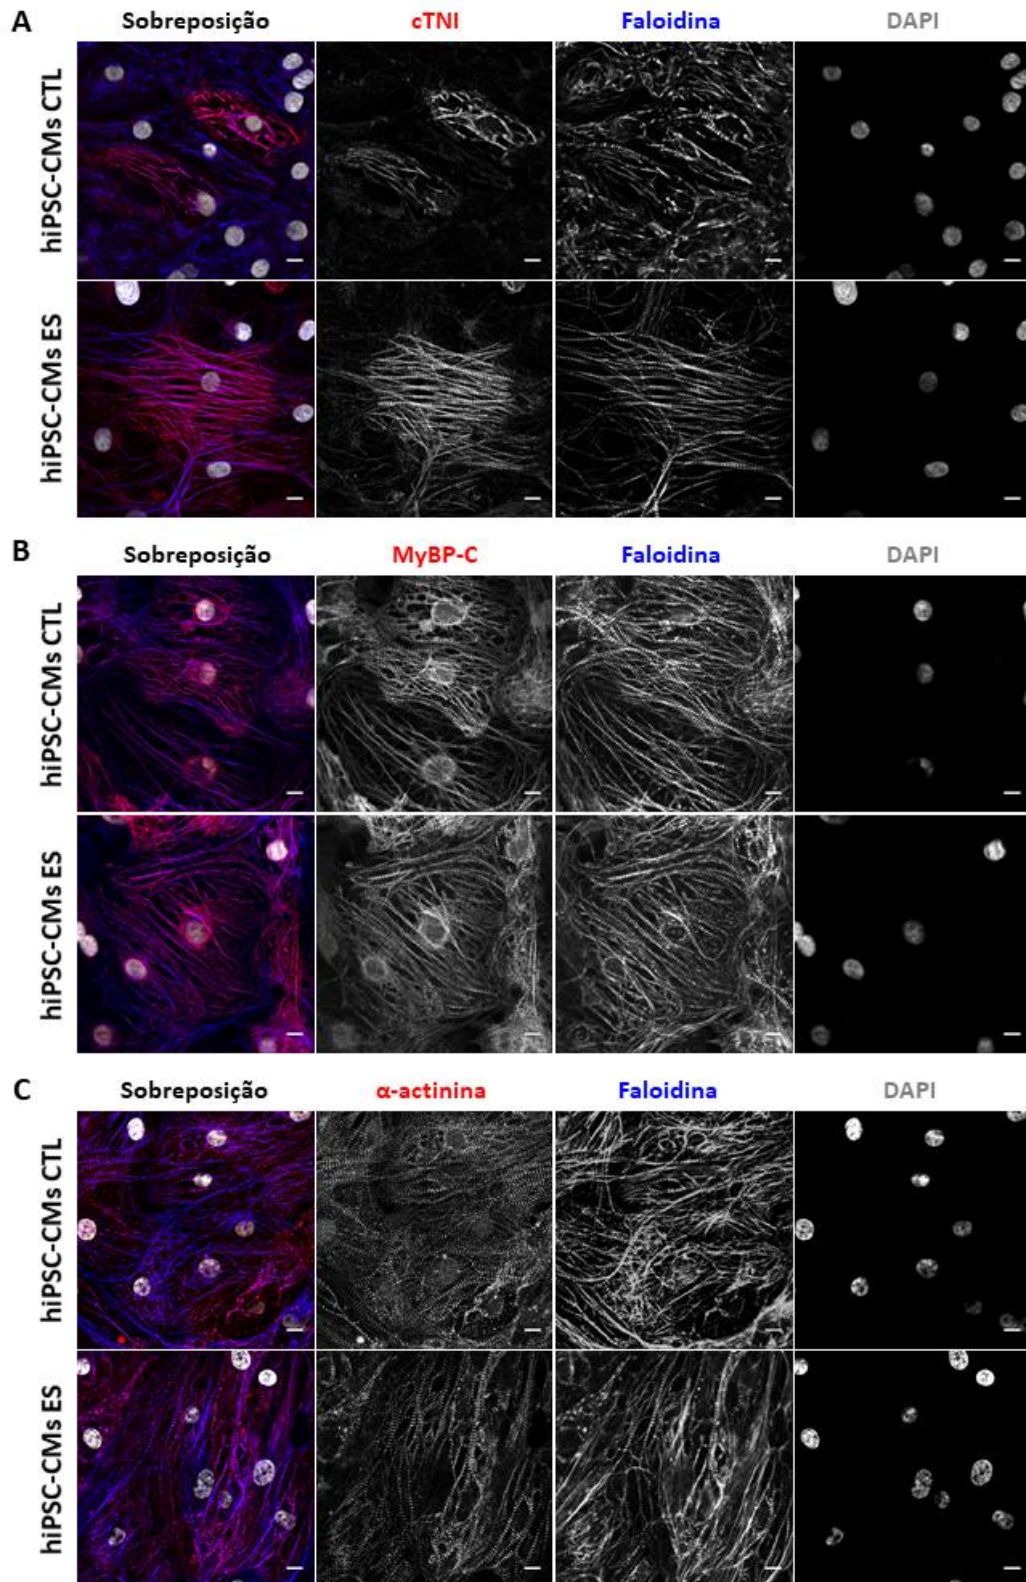 A
Sobreposição cTNI Faloidina DAPI
hiPSC-CMs CTL
hiPSC-CMs ES
B
Sobreposição MyBP-C Faloidina DAPI
hiPSC-CMs CTL
hiPSC-CMs ES
C
Sobreposição α-actinina Faloidina DAPI
hiPSC-CMs CTL
hiPSC-CMs ES